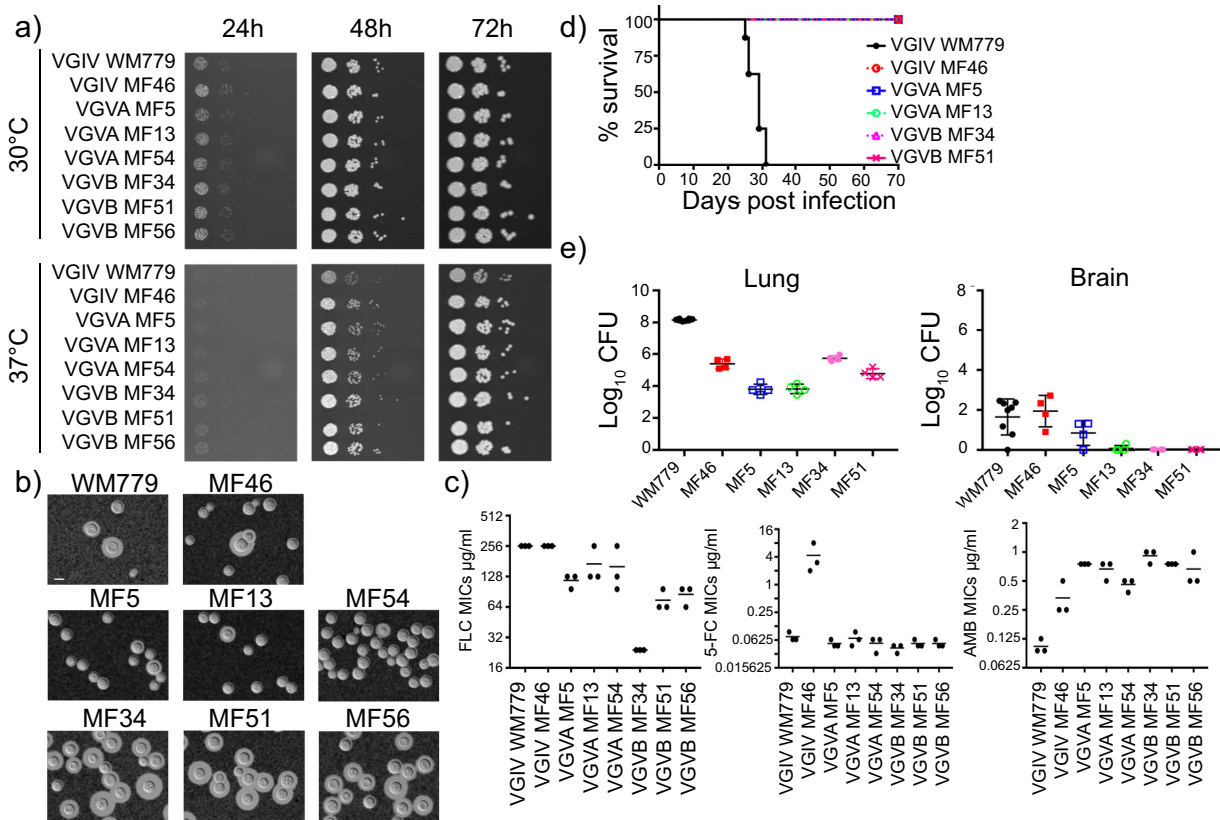 a)
24h 48h 72h
30°C
VGIV WM779
VGIV MF46
VGVA MF5
VGVA MF13
VGVA MF54
VGVB MF34
VGVB MF51
VGVB MF56
37°C
VGIV WM779
VGIV MF46
VGVA MF5
VGVA MF13
VGVA MF54
VGVB MF34
VGVB MF51
VGVB MF56
b)
WM779 MF46
MF5 MF13 MF54
MF34 MF51 MF56
d)
% survival
100
75
50
25
0
0 10 20 30 40 50 60 70
Days post infection
VGIV WM779
VGIV MF46
VGVA MF5
VGVA MF13
VGVB MF34
VGVB MF51
e)
Lung
Log10 CFU
10
8
6
4
2
0
WM779 MF46 MF5 MF13 MF34 MF51
Brain
Log10 CFU
8
6
4
2
0
WM779 MF46 MF5 MF13 MF34 MF51
c)
FLC MICs µg/ml
512
256
128
64
32
16
VGIV WM779
VGIV MF46
VGVA MF5
VGVA MF13
VGVA MF54
VGVB MF34
VGVB MF51
VGVB MF56
5-FC MICs µg/ml
16
4
1
0.25
0.0625
0.015625
VGIV WM779
VGIV MF46
VGVA MF5
VGVA MF13
VGVA MF54
VGVB MF34
VGVB MF51
VGVB MF56
AMB MICs µg/ml
2
1
0.5
0.25
0.125
0.0625
VGIV WM779
VGIV MF46
VGVA MF5
VGVA MF13
VGVA MF54
VGVB MF34
VGVB MF51
VGVB MF56